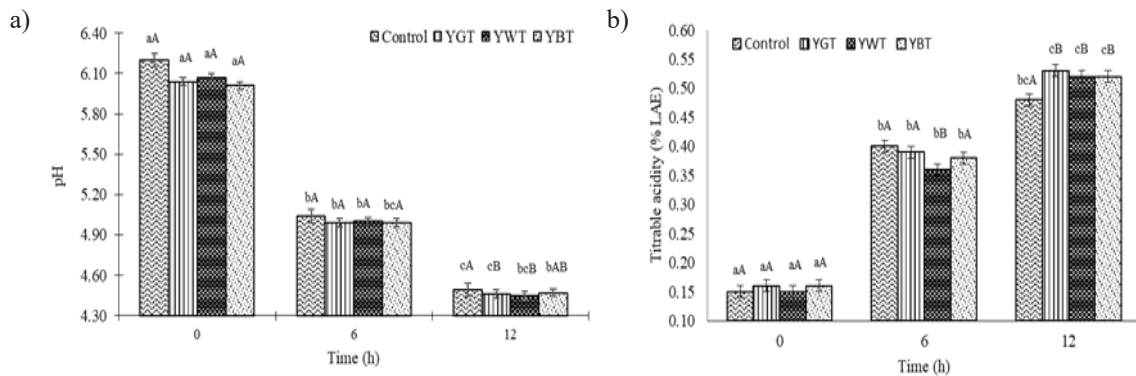 a)
6.40
6.10
5.80
5.50
5.20
4.90
4.60
4.30
pH
Control YGT YWT YBT
aA aA aA aA
bA bA bA bcA
cA cB bcB bAB
0 6 12
Time (h)
b)
0.60
0.55
0.50
0.45
0.40
0.35
0.30
0.25
0.20
0.15
0.10
Titrable acidity (% LAE)
Control YGT YWT YBT
aA aA aA aA
bA bA bB bA
bcA cB cB cB
0 6 12
Time (h)